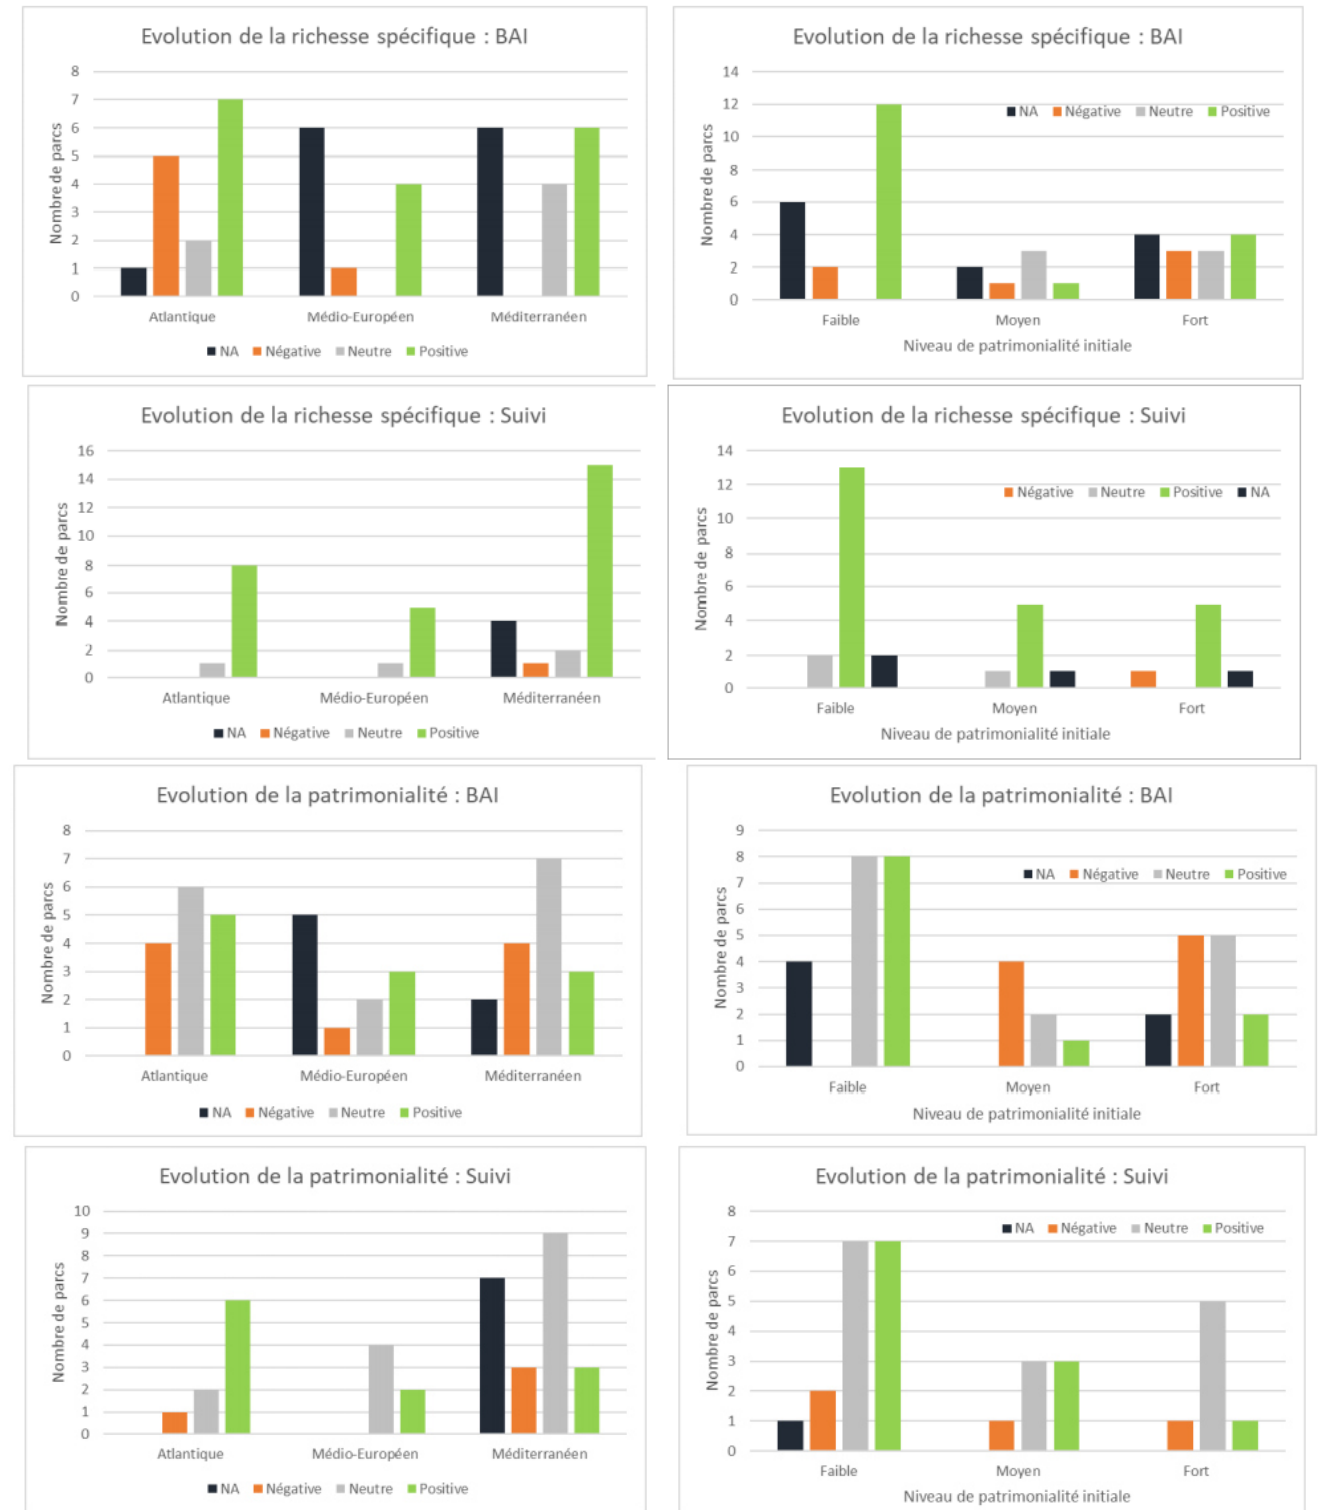 Evolution de la richesse spécifique : BAI
Nombre de parcs
8
7
6
5
4
3
2
1
0
Atlantique Médio-Européen Méditerranéen
NA Négative Neutre Positive
Evolution de la richesse spécifique : BAI
Nombre de parcs
14
12
10
8
6
4
2
0
NA Négative Neutre Positive
Faible Moyen Fort
Niveau de patrimonialité initiale
Evolution de la richesse spécifique : Suivi
Nombre de parcs
16
14
12
10
8
6
4
2
0
Atlantique Médio-Européen Méditerranéen
NA Négative Neutre Positive
Evolution de la richesse spécifique : Suivi
Nombre de parcs
14
12
10
8
6
4
2
0
Négative Neutre Positive NA
Faible Moyen Fort
Niveau de patrimonialité initiale
Evolution de la patrimonialité : BAI
Nombre de parcs
8
7
6
5
4
3
2
1
0
Atlantique Médio-Européen Méditerranéen
NA Négative Neutre Positive
Evolution de la patrimonialité : BAI
Nombre de parcs
9
8
7
6
5
4
3
2
1
0
NA Négative Neutre Positive
Faible Moyen Fort
Niveau de patrimonialité initiale
Evolution de la patrimonialité : Suivi
Nombre de parcs
10
9
8
7
6
5
4
3
2
1
0
Atlantique Médio-Européen Méditerranéen
NA Négative Neutre Positive
Evolution de la patrimonialité : Suivi
Nombre de parcs
8
7
6
5
4
3
2
1
0
NA Négative Neutre Positive
Faible Moyen Fort
Niveau de patrimonialité initiale